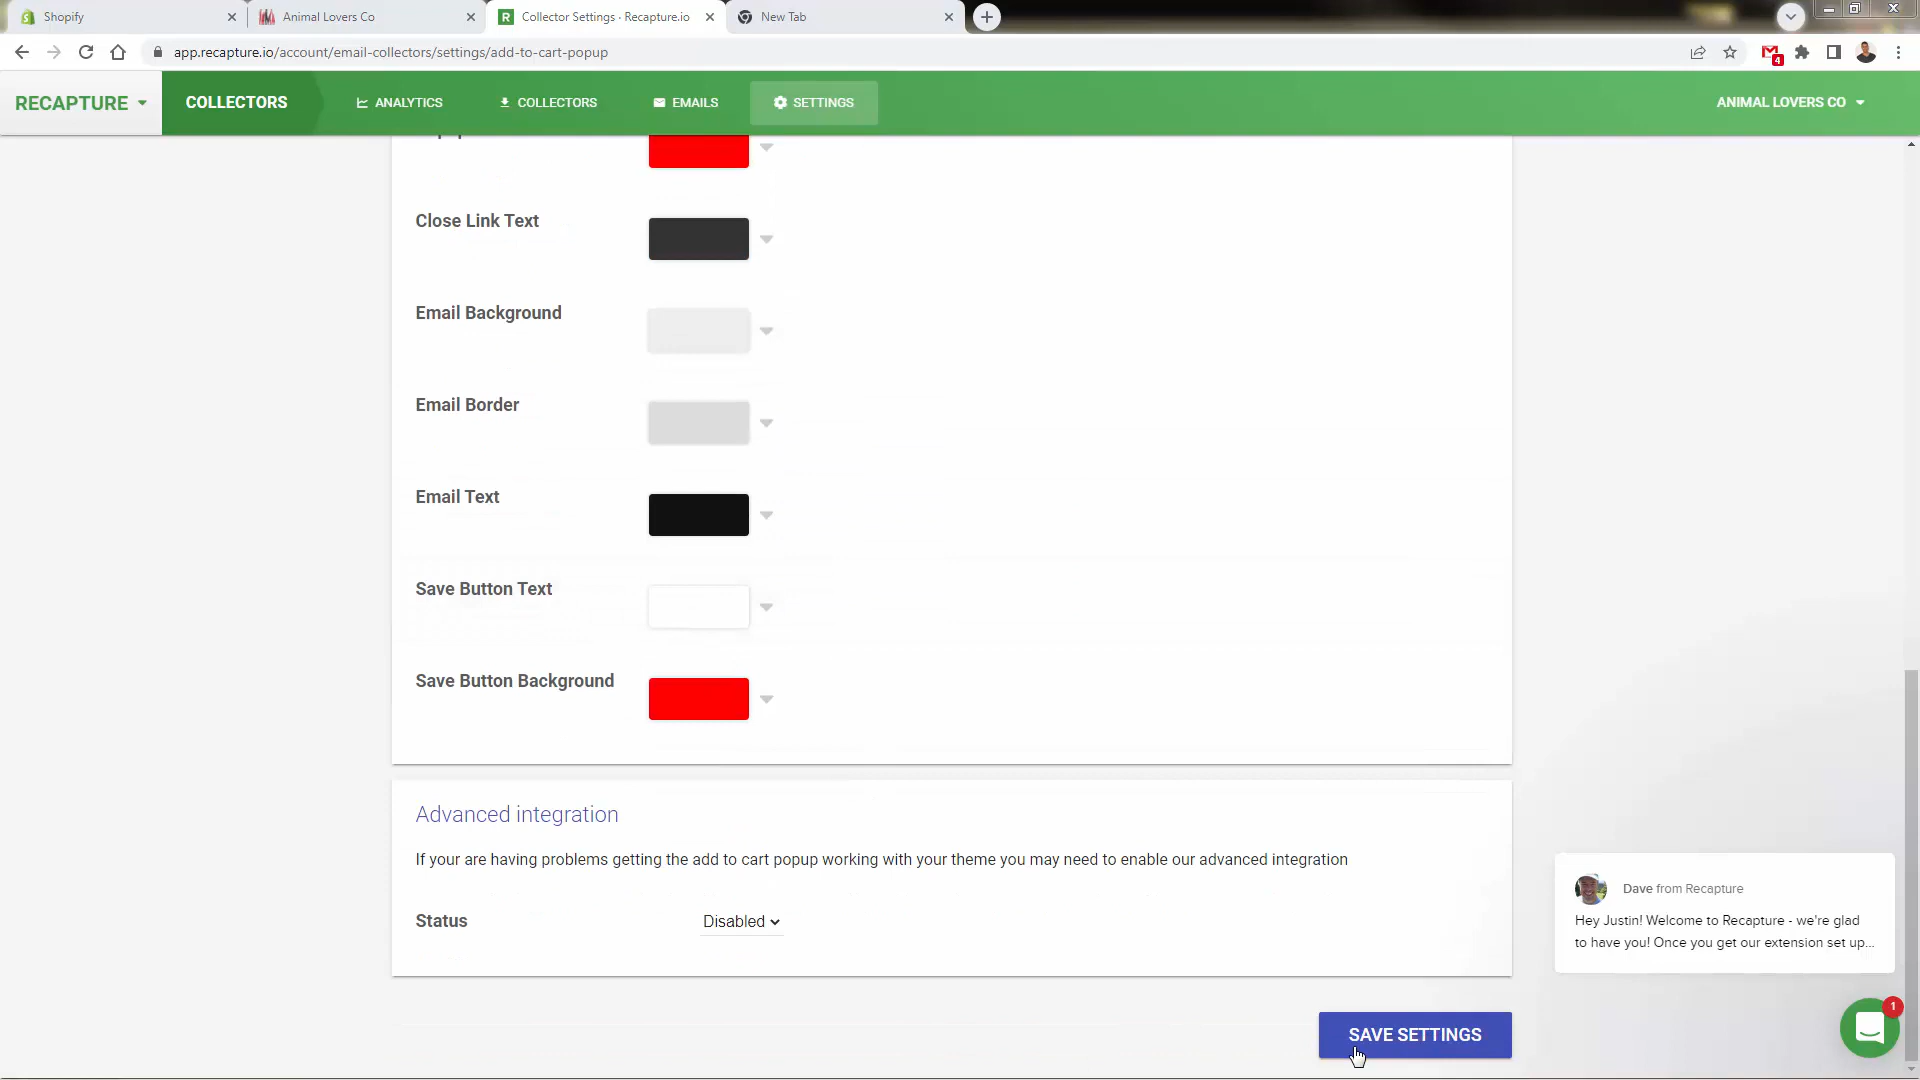 Shopify
Animal Lovers Co
Collector Settings · Recapture.io
New Tab
app.recapture.io/account/email-collectors/settings/add-to-cart-popup
4
RECAPTURE
COLLECTORS
ANALYTICS
COLLECTORS
EMAILS
SETTINGS
ANIMAL LOVERS CO
Close Link Text
Email Background
Email Border
Email Text
Save Button Text
Save Button Background
Advanced integration
If your are having problems getting the add to cart popup working with your theme you may need to enable our advanced integration
Status
Disabled
Dave from Recapture
Hey Justin! Welcome to Recapture - we're glad
to have you! Once you get our extension set up...
1
SAVE SETTINGS